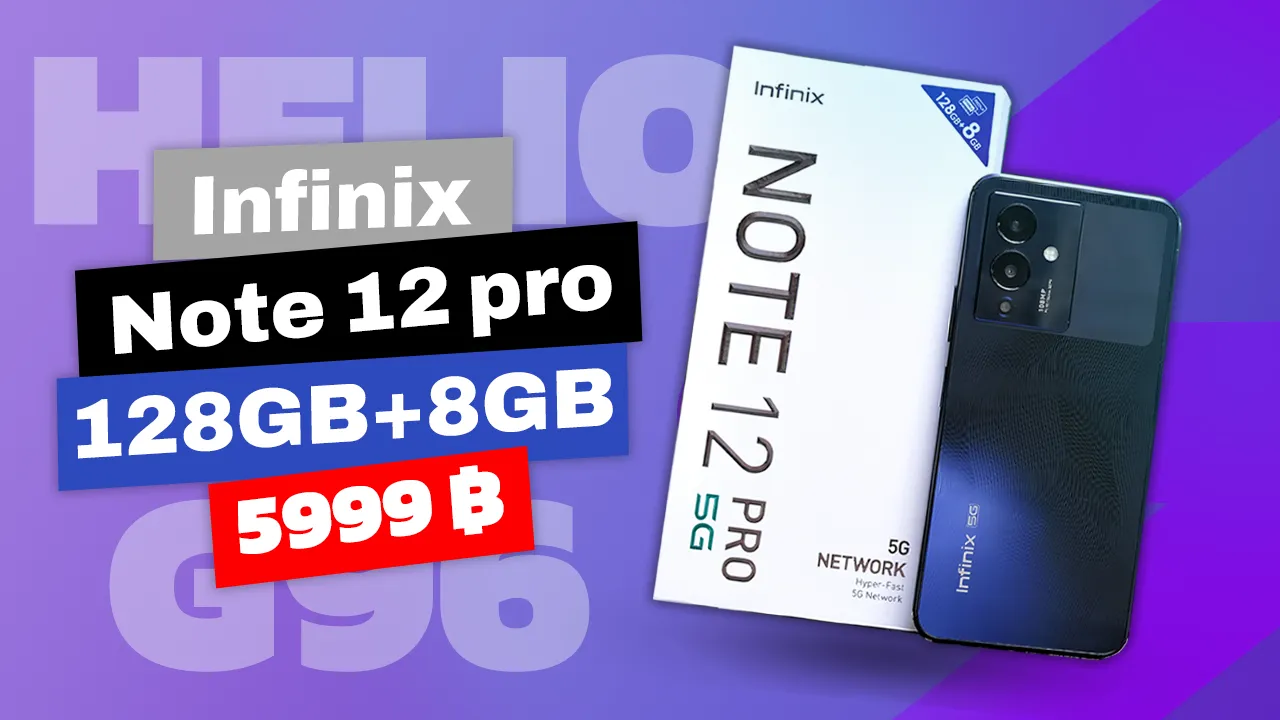 HELIO
G96
Infinix
Note 12 pro
128GB+8GB
5999 ฿
Infinix
128GB+8GB
NOTE 12 PRO
5G
5G
NETWORK
Hyper-Fast
5G Network
108MP
Infinix 5G